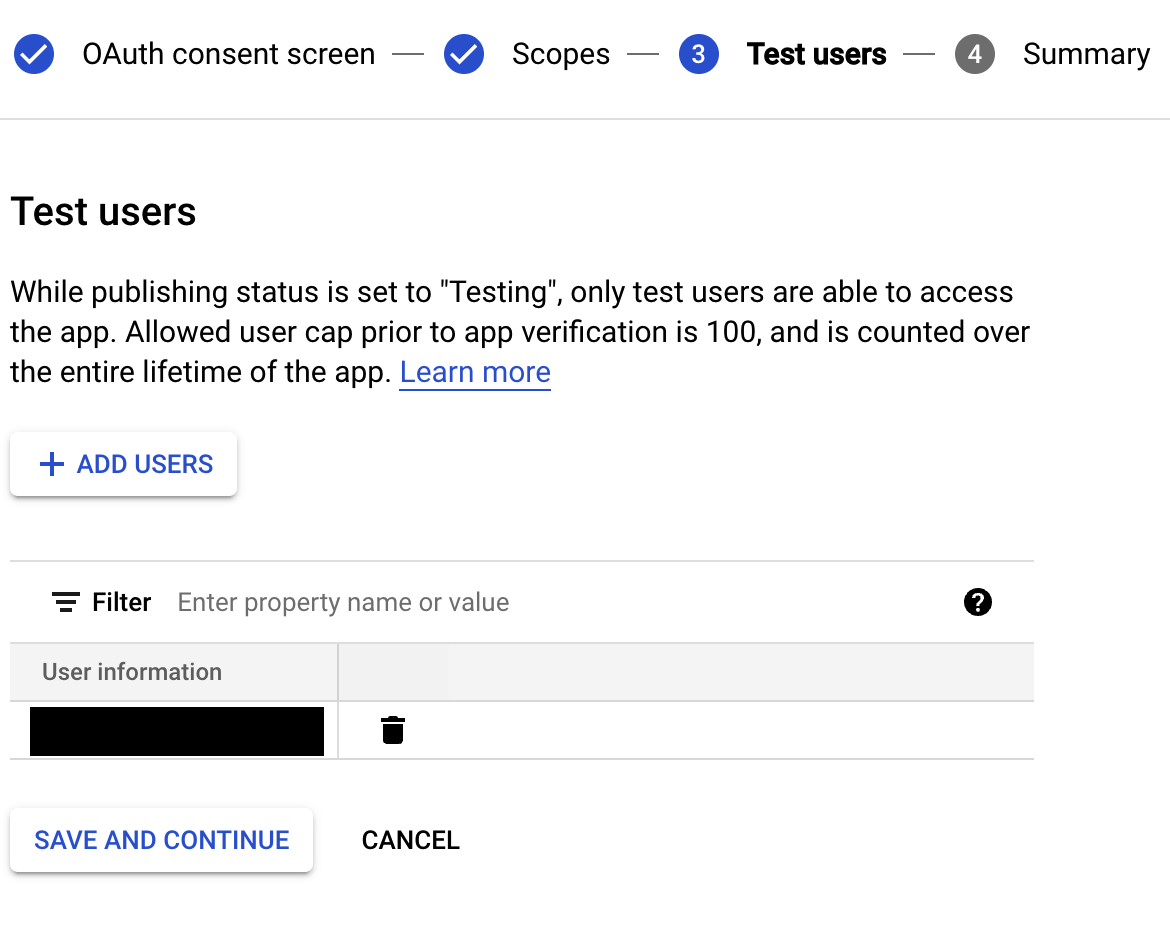 OAuth consent screen — Scopes — 3 Test users — 4 Summary
Test users
While publishing status is set to "Testing", only test users are able to access
the app. Allowed user cap prior to app verification is 100, and is counted over
the entire lifetime of the app. Learn more
+ ADD USERS
Filter Enter property name or value ?
User information
SAVE AND CONTINUE CANCEL